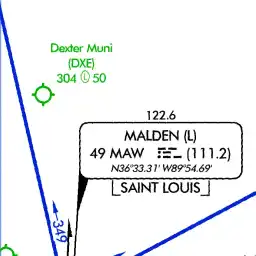 Dexter Muni
(DXE)
304 Ⓛ 50
122.6
MALDEN (L)
49 MAW (111.2)
N36°33.31' W89°54.69'
SAINT LOUIS
349